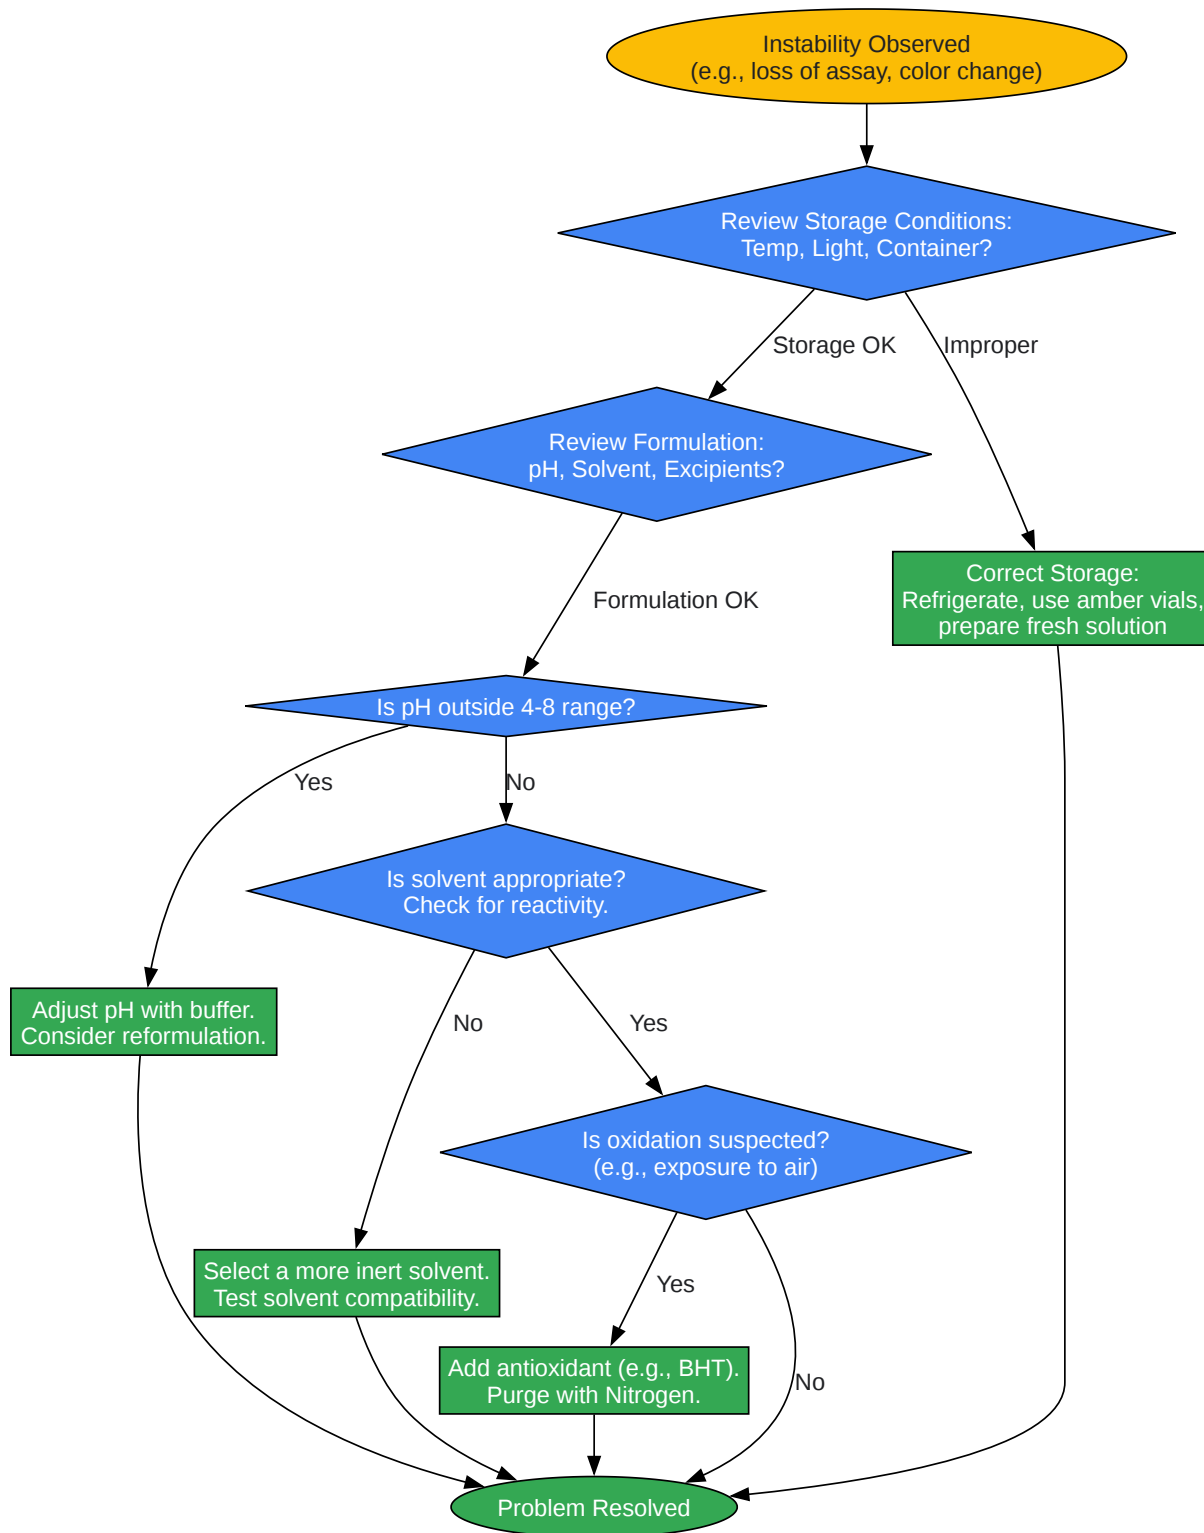 Instability Observed
(e.g., loss of assay, color change)
Review Storage Conditions:
Temp, Light, Container?
Storage OK
Improper
Review Formulation:
pH, Solvent, Excipients?
Correct Storage:
Refrigerate, use amber vials,
prepare fresh solution
Formulation OK
Is pH outside 4-8 range?
Yes
No
Is solvent appropriate?
Check for reactivity.
Adjust pH with buffer.
Consider reformulation.
No
Yes
Is oxidation suspected?
(e.g., exposure to air)
Select a more inert solvent.
Test solvent compatibility.
Yes
Add antioxidant (e.g., BHT).
Purge with Nitrogen.
No
Problem Resolved